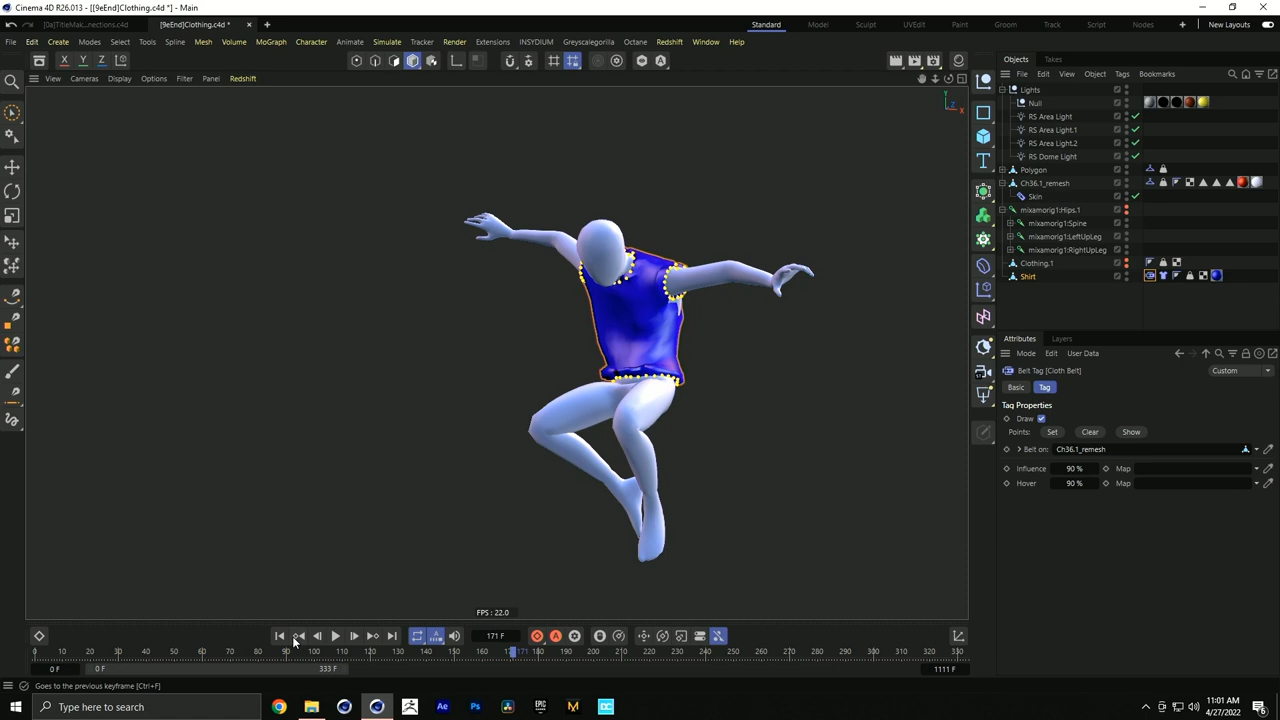 Cinema 4D R26.013 - [[9eEnd]Clothing.c4d *] - Main
[0a]TitleMak...nections.c4d
[9eEnd]Clothing.c4d *
Standard
Model
Sculpt
UVEdit
Paint
Groom
Track
Script
Nodes
New Layouts
File Edit Create Modes Select Tools Spline Mesh Volume MoGraph Character Animate Simulate Tracker Render Extensions INSYDIUM Greyscalegorilla Octane Redshift Window Help
X Y Z
Objects Takes
File Edit View Object Tags Bookmarks
View Cameras Display Options Filter Panel Redshift
Lights
Null
RS Area Light
RS Area Light.1
RS Area Light.2
RS Dome Light
Polygon
Ch36.1_remesh
Skin
mixamorig1:Hips.1
mixamorig1:Spine
mixamorig1:LeftUpLeg
mixamorig1:RightUpLeg
Clothing.1
Shirt
Y
Z
X
Attributes Layers
Mode Edit User Data
Belt Tag [Cloth Belt]
Custom
Basic Tag
Tag Properties
Draw
Points: Set Clear Show
Belt on: Ch36.1_remesh
Influence 90 % Map
Hover 90 % Map
FPS : 22.0
171 F
0 10 20 30 40 50 60 70 80 90 100 110 120 130 140 150 160 171 180 190 200 210 220 230 240 250 260 270 280 290 300 310 320 330
0 F 0 F 333 F 1111 F
Goes to the previous keyframe [Ctrl+F]
Type here to search
Ae
Ps
EPIC
M
DC
11:01 AM
4/27/2022